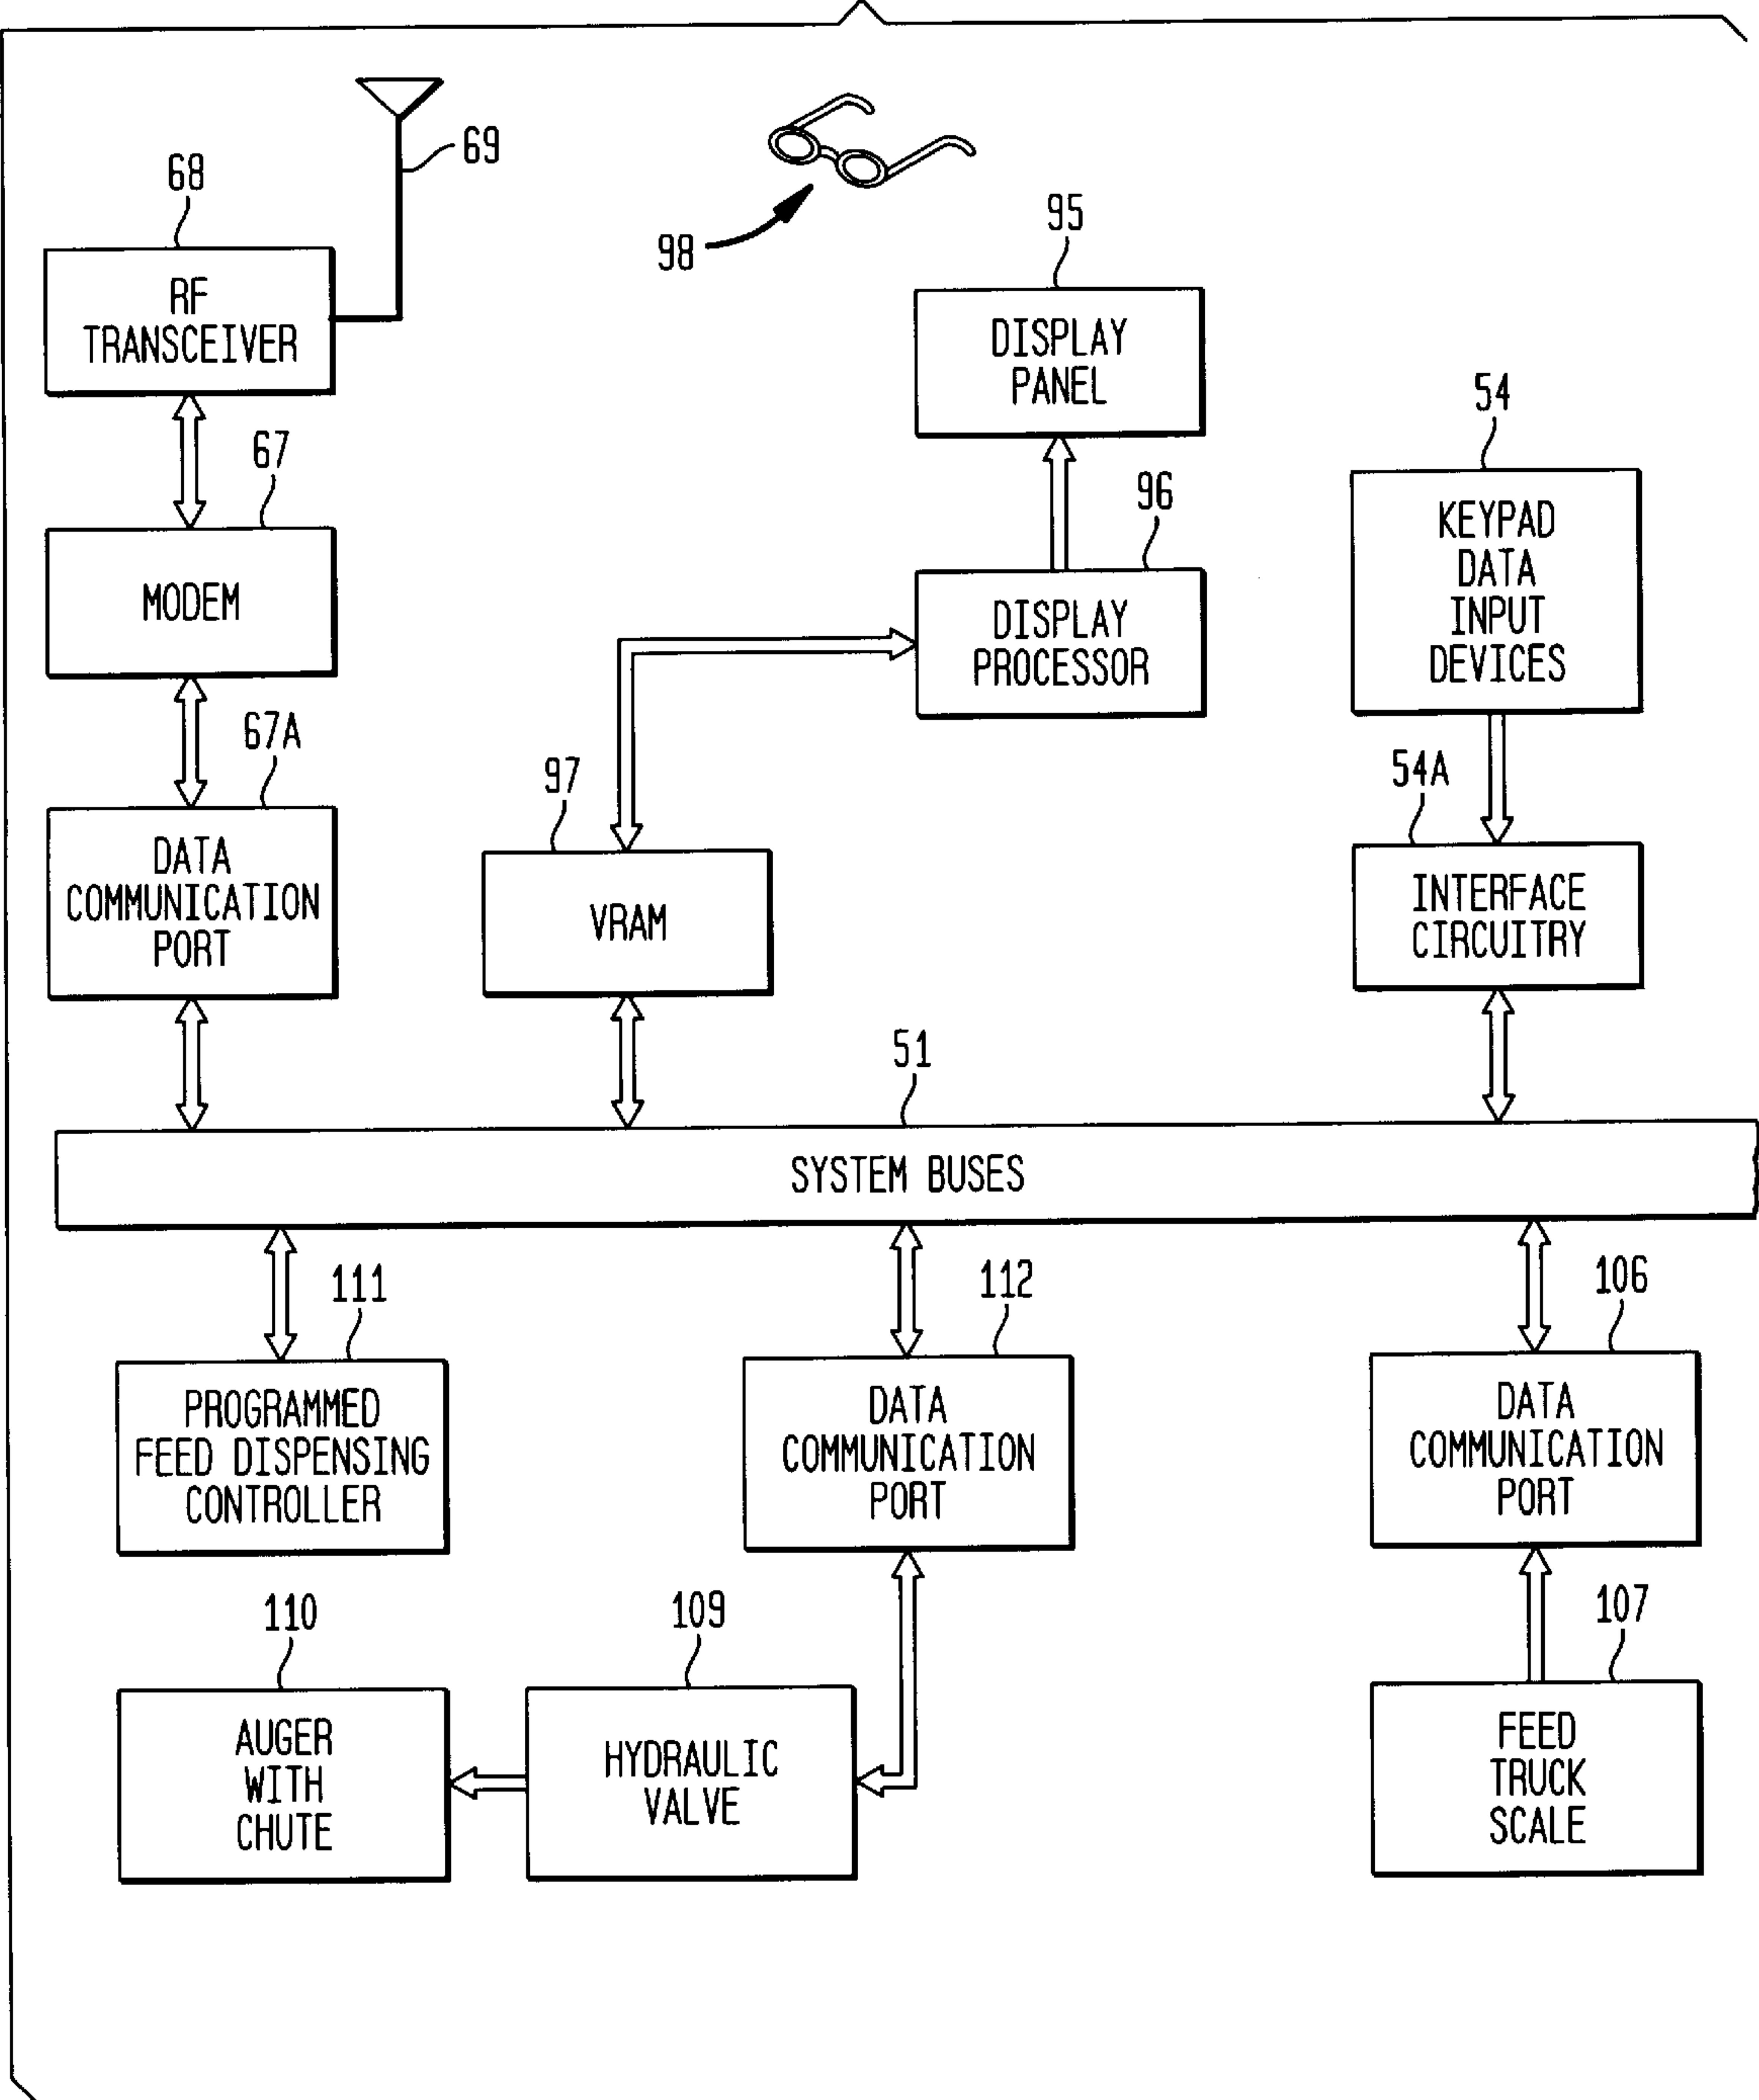 69
68
RF
TRANSCEIVER
98
95
DISPLAY
PANEL
67
MODEM
96
DISPLAY
PROCESSOR
54
KEYPAD
DATA
INPUT
DEVICES
67A
DATA
COMMUNICATION
PORT
97
VRAM
54A
INTERFACE
CIRCUITRY
51
SYSTEM BUSES
111
PROGRAMMED
FEED DISPENSING
CONTROLLER
112
DATA
COMMUNICATION
PORT
106
DATA
COMMUNICATION
PORT
110
AUGER
WITH
CHUTE
109
HYDRAULIC
VALVE
107
FEED
TRUCK
SCALE